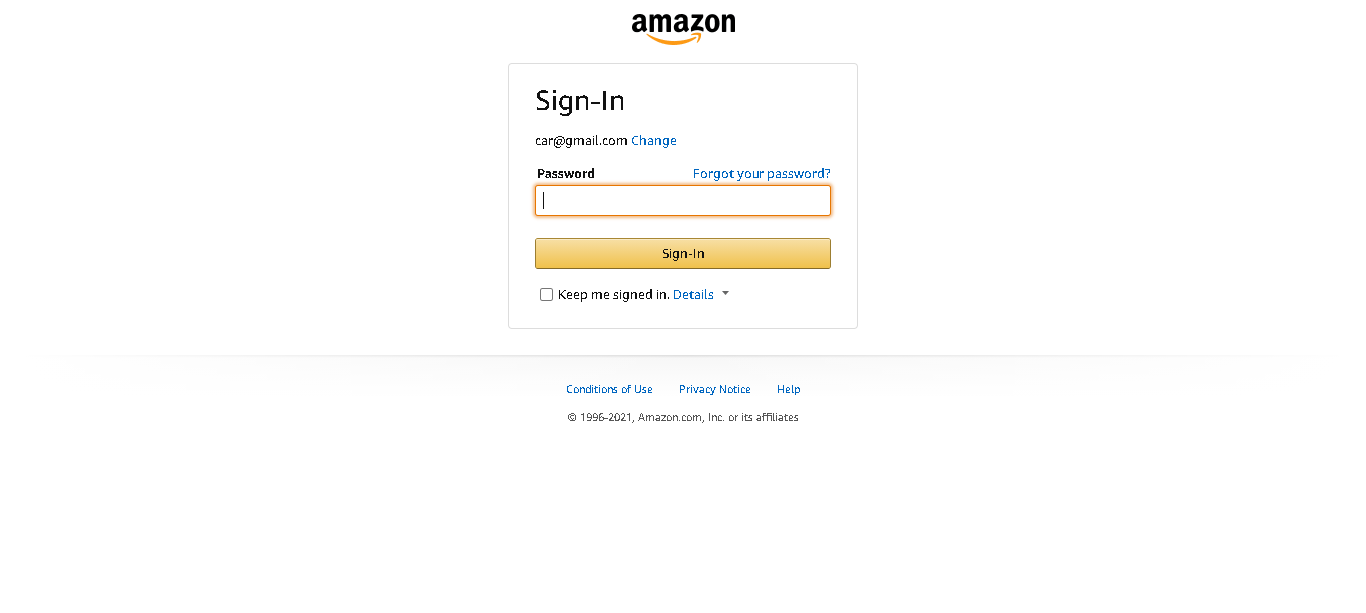 amazon
Sign-In
car@gmail.com Change
Password Forgot your password?
Sign-In
Keep me signed in. Details
Conditions of Use Privacy Notice Help
© 1996-2021, Amazon.com, Inc. or its affiliates